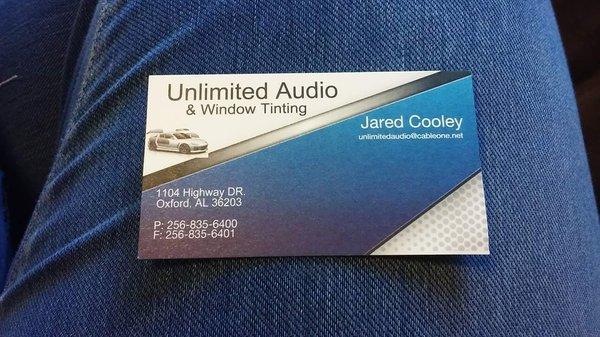 Unlimited Audio
& Window Tinting
Jared Cooley
unlimitedaudio@cableone.net
1104 Highway DR.
Oxford, AL 36203
P: 256-835-6400
F: 256-835-6401